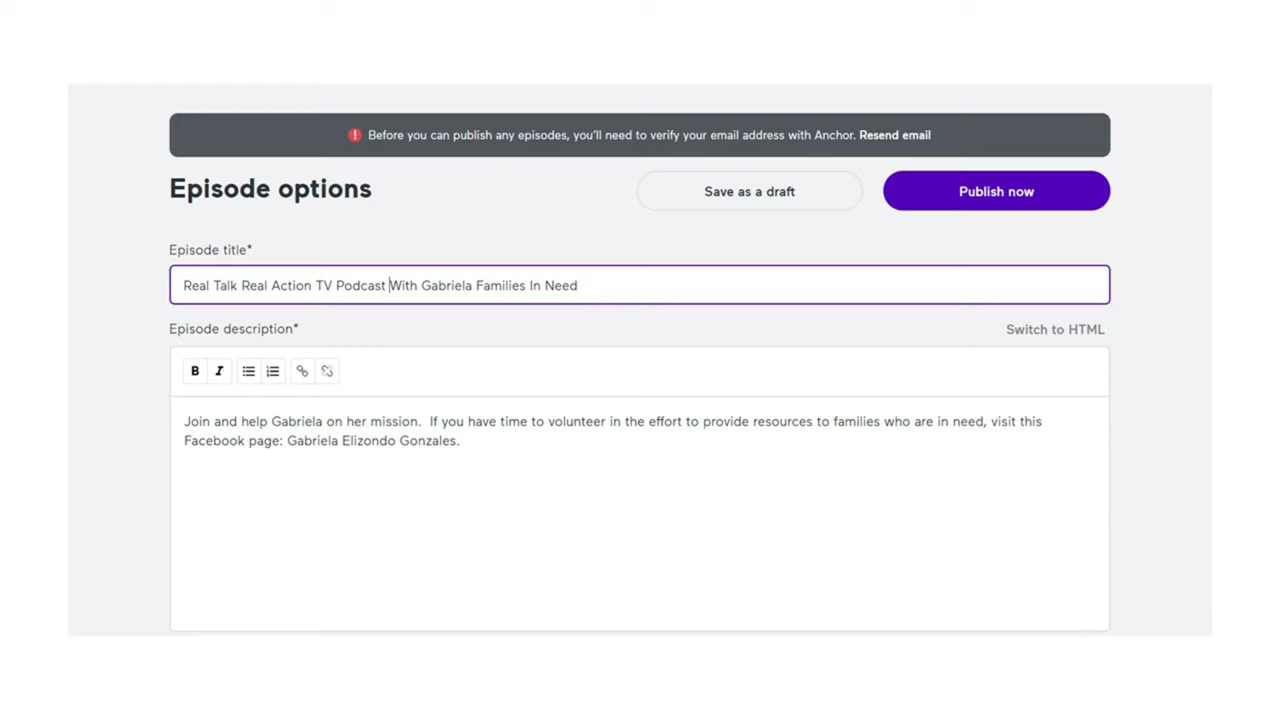 Before you can publish any episodes, you'll need to verify your email address with Anchor. Resend email
Episode options
Save as a draft
Publish now
Episode title*
Real Talk Real Action TV Podcast With Gabriela Families In Need
Episode description*
Switch to HTML
B I
Join and help Gabriela on her mission.  If you have time to volunteer in the effort to provide resources to families who are in need, visit this
Facebook page: Gabriela Elizondo Gonzales.